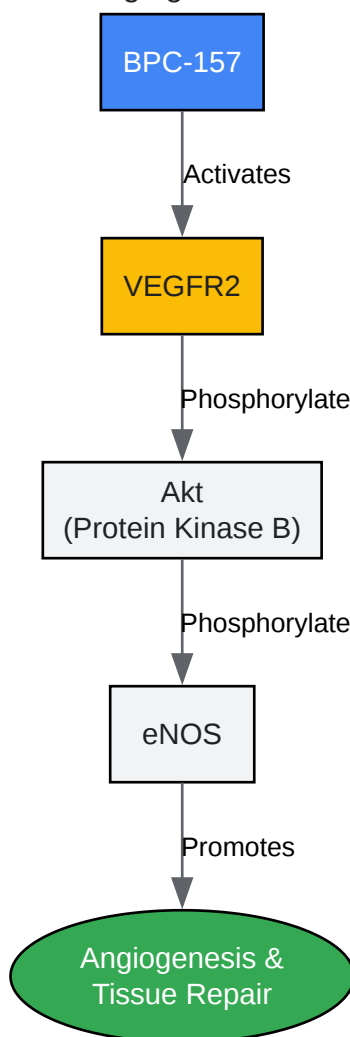 BPC-157
Activates
VEGFR2
Phosphorylate
Akt
(Protein Kinase B)
Phosphorylate
eNOS
Promotes
Angiogenesis &
Tissue Repair